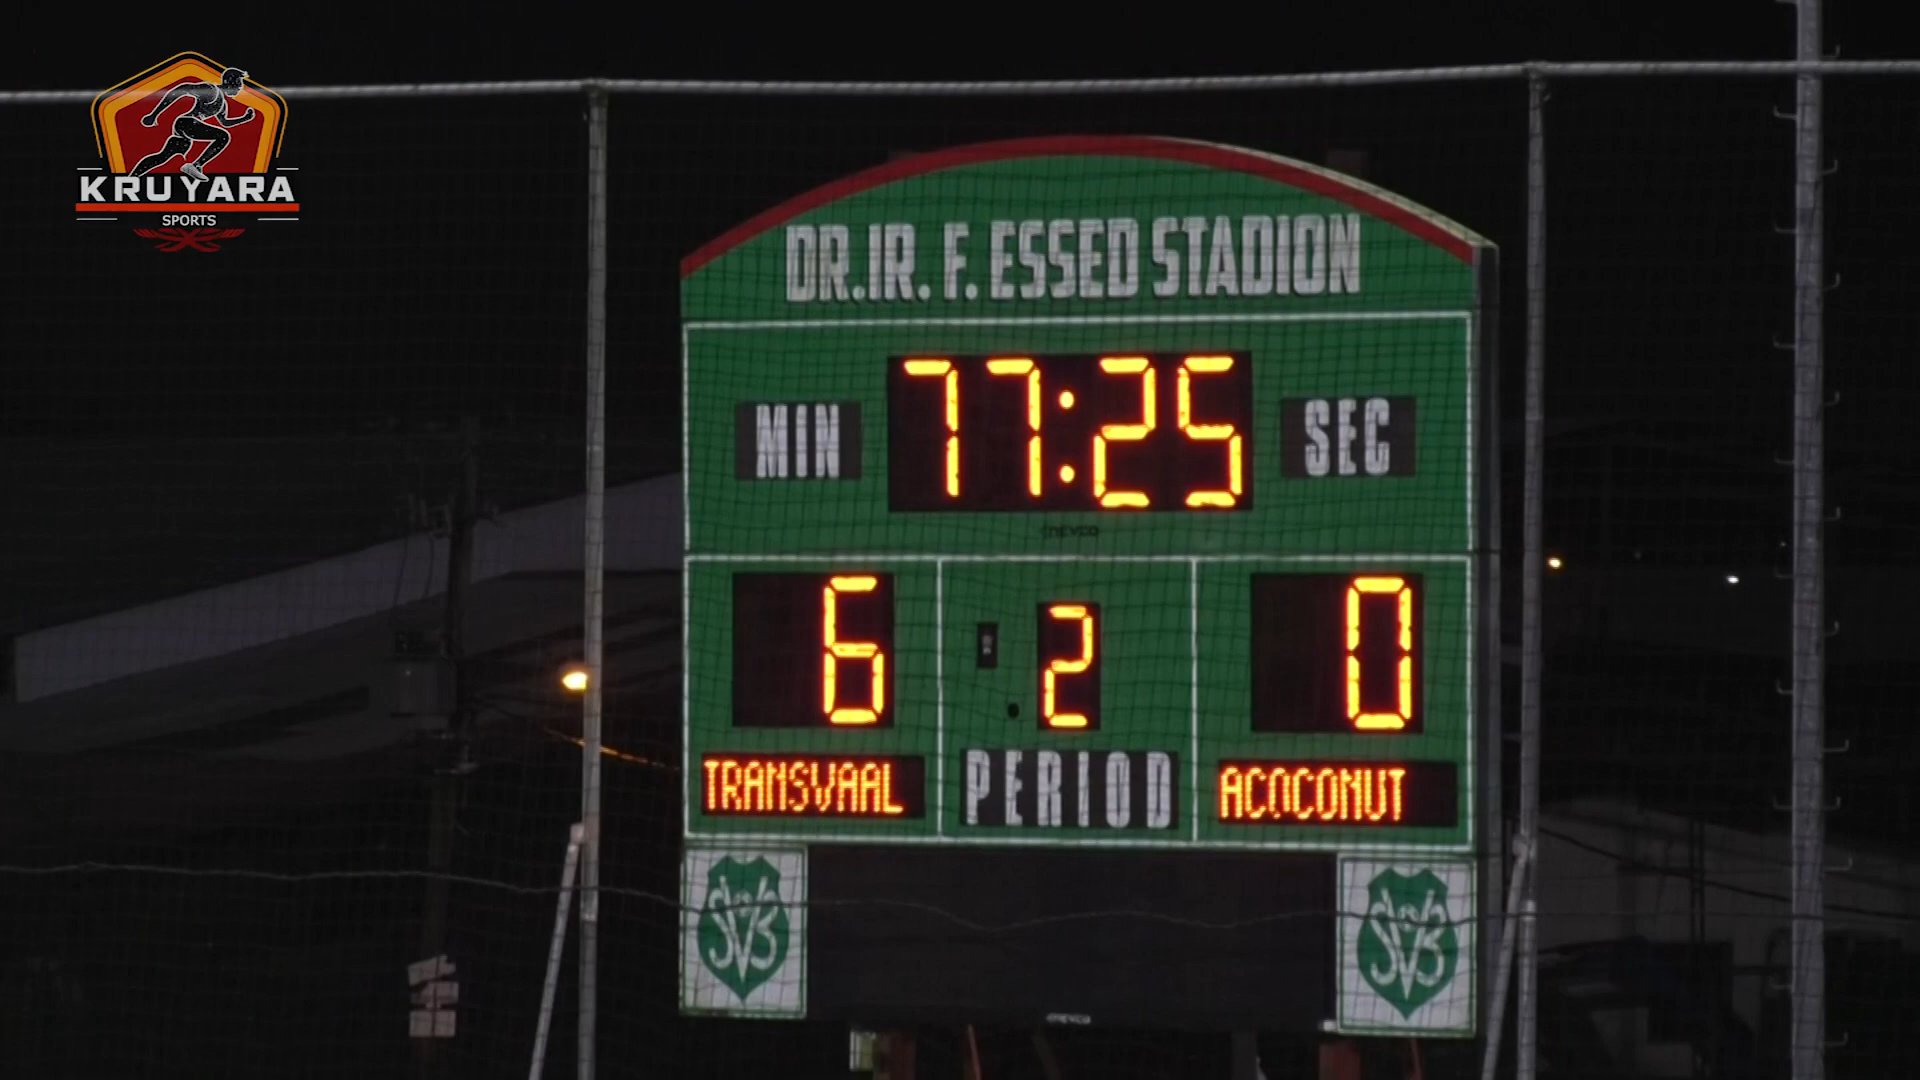 KRUYARA
SPORTS
DR.IR. F. ESSED STADION
MIN 77:25 SEC
6 2 0
TRANSVAAL PERIOD ACOCONUT
SVB SVB